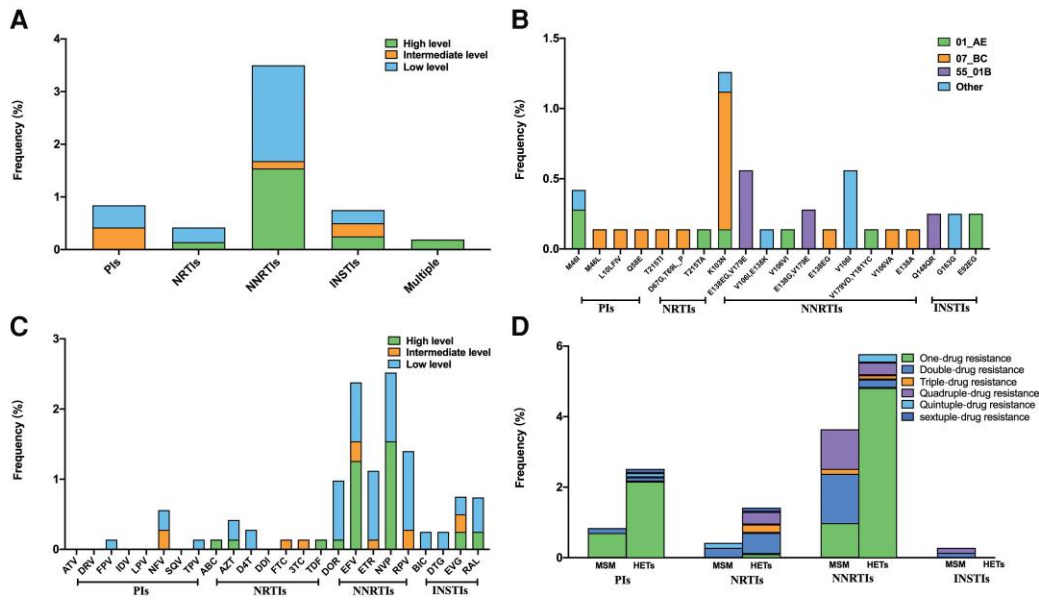 A
4
3
2
1
0
Frequency (%)
High level
Intermediate level
Low level
PIs
NRTIs
NNRTIs
INSTIs
Multiple
B
1.5
1.0
0.5
0.0
Frequency (%)
01_AE
07_BC
55_01B
Other
M46I
M46L
L10LFIV
Q58E
T215TI
D67G,T69L_P
T215TA
K103N
E138EG,V179E
V106I,E138K
V106VI
E138G,V179E
E138EG
V106I
V179VD,Y181YC
V106VA
E138A
Q148QR
G163G
E92EG
PIs
NRTIs
NNRTIs
INSTIs
C
3
2
1
0
Frequency (%)
High level
Intermediate level
Low level
ATV
DRV
FPV
IDV
LPV
NFV
SQV
TPV
ABC
AZT
D4T
DDI
FTC
3TC
TDF
DOR
EFV
ETR
NVP
RPV
BIC
DTG
EVG
RAL
PIs
NRTIs
NNRTIs
INSTIs
D
6
4
2
0
Frequency (%)
One-drug resistance
Double-drug resistance
Triple-drug resistance
Quadruple-drug resistance
Quintuple-drug resistance
sextuple-drug resistance
MSM HETs
MSM HETs
MSM HETs
MSM HETs
PIs
NRTIs
NNRTIs
INSTIs